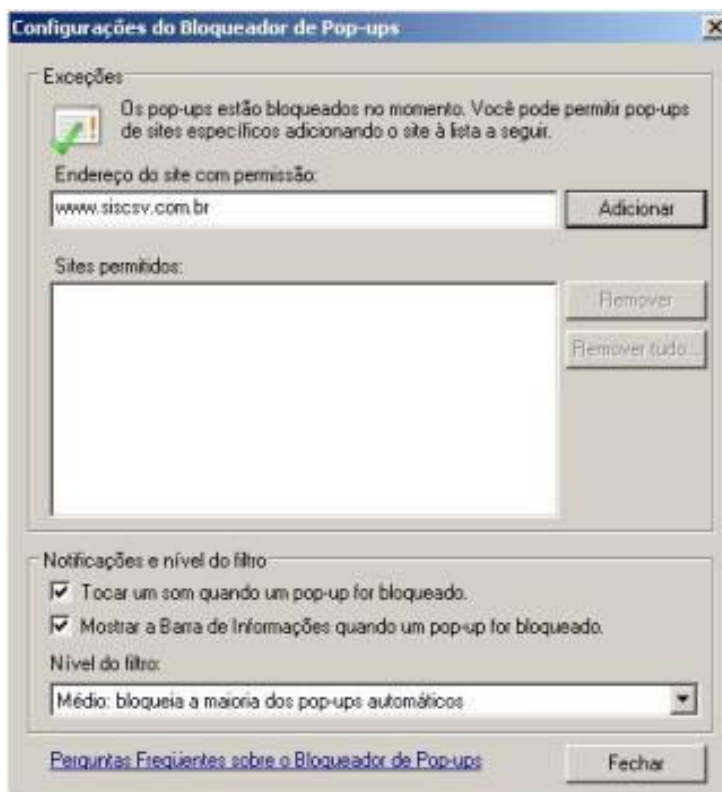 Configurações do Bloqueador de Pop-ups
Exceções
Os pop-ups estão bloqueados no momento. Você pode permitir pop-ups
de sites específicos adicionando o site à lista a seguir.
Endereço do site com permissão:
www.siscsv.com.br
Adicionar
Sites permitidos:
Remover
Remover tudo...
Notificações e nível do filtro
Tocar um som quando um pop-up for bloqueado.
Mostrar a Barra de Informações quando um pop-up for bloqueado.
Nível do filtro:
Médio: bloqueia a maioria dos pop-ups automáticos
Perguntas Freqüentes sobre o Bloqueador de Pop-ups
Fechar